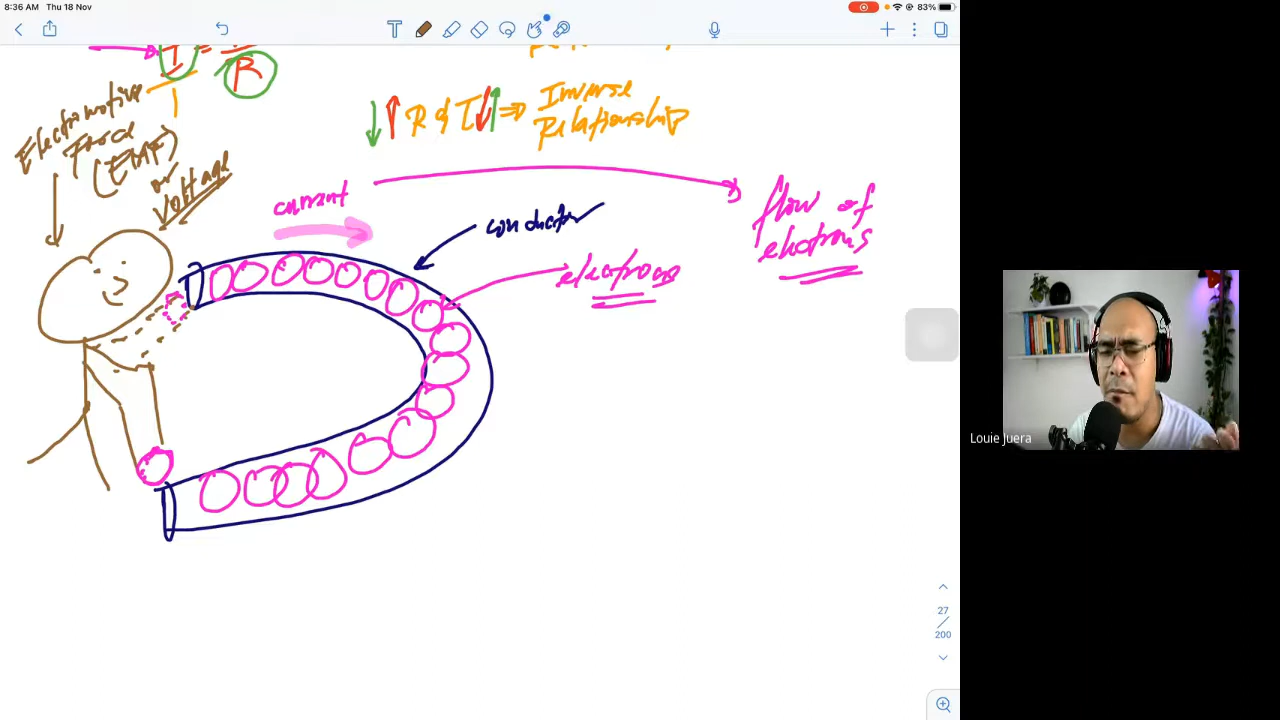 8:36 AM Thu 18 Nov
83%
I =
R
Electromotive
Force
(EMF)
or
Voltage
R & I ⇒ Inverse
Relationship
current
conductor
electrons
flow of
electrons
27
/
200
Louie Juera